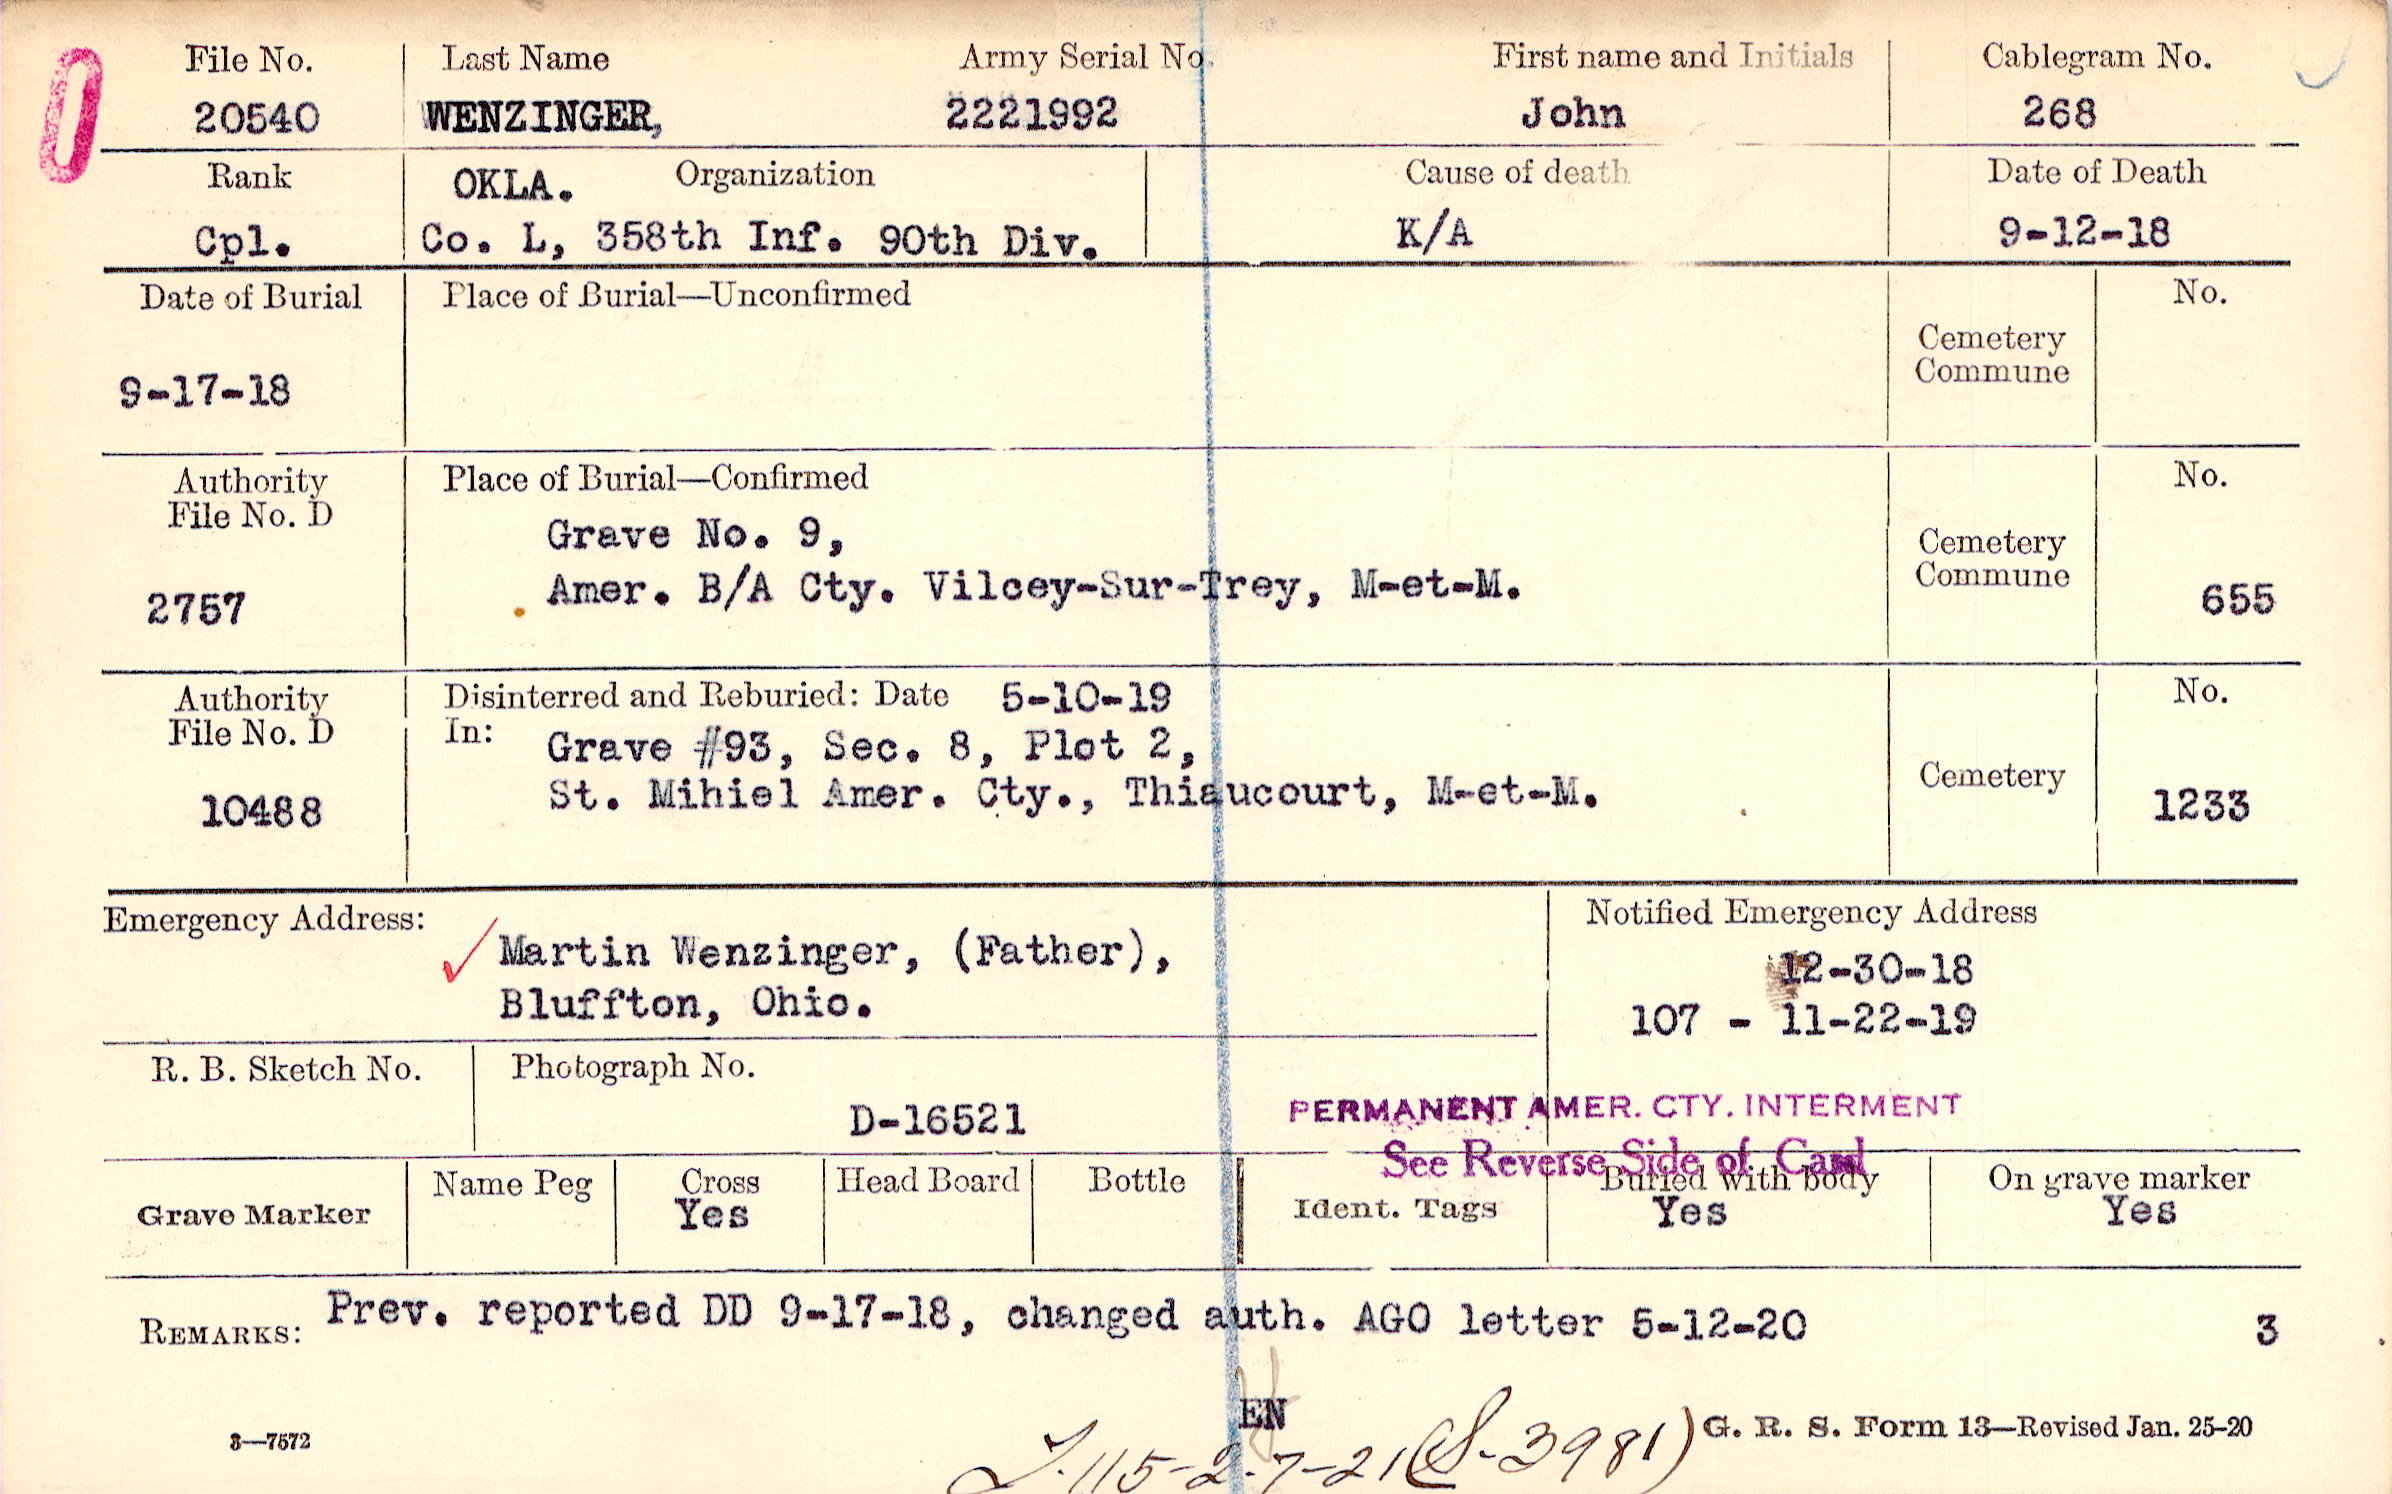 File No. Last Name Army Serial No. First name and Initials Cablegram No.
20540 WENZINGER, 2221992 John 268
Rank OKLA. Organization Cause of death Date of Death
Cpl. Co. L, 358th Inf. 90th Div. K/A 9-12-18
Date of Burial Place of Burial—Unconfirmed No.
Cemetery
Commune
9-17-18
Authority Place of Burial—Confirmed No.
File No. D
Grave No. 9,
Cemetery
Commune
2757 Amer. B/A Cty. Vilcey-Sur-Trey, M-et-M. 655
Authority Disinterred and Reburied: Date 5-10-19 No.
File No. D In: Grave #93, Sec. 8, Plot 2,
Cemetery
10488 St. Mihiel Amer. Cty., Thiaucourt, M-et-M. 1233
Emergency Address: Notified Emergency Address
Martin Wenzinger, (Father), 12-30-18
Bluffton, Ohio. 107 - 11-22-19
R. B. Sketch No. Photograph No.
D-16521
PERMANENT AMER. CTY. INTERMENT
See Reverse Side of Card
Grave Marker Name Peg Cross Head Board Bottle Ident. Tags Buried with body On grave marker
Yes Yes Yes
REMARKS: Prev. reported DD 9-17-18, changed auth. AGO letter 5-12-20 3
EN
3—7572 G. R. S. Form 13—Revised Jan. 25-20
115-2-7-21 (S-3981)